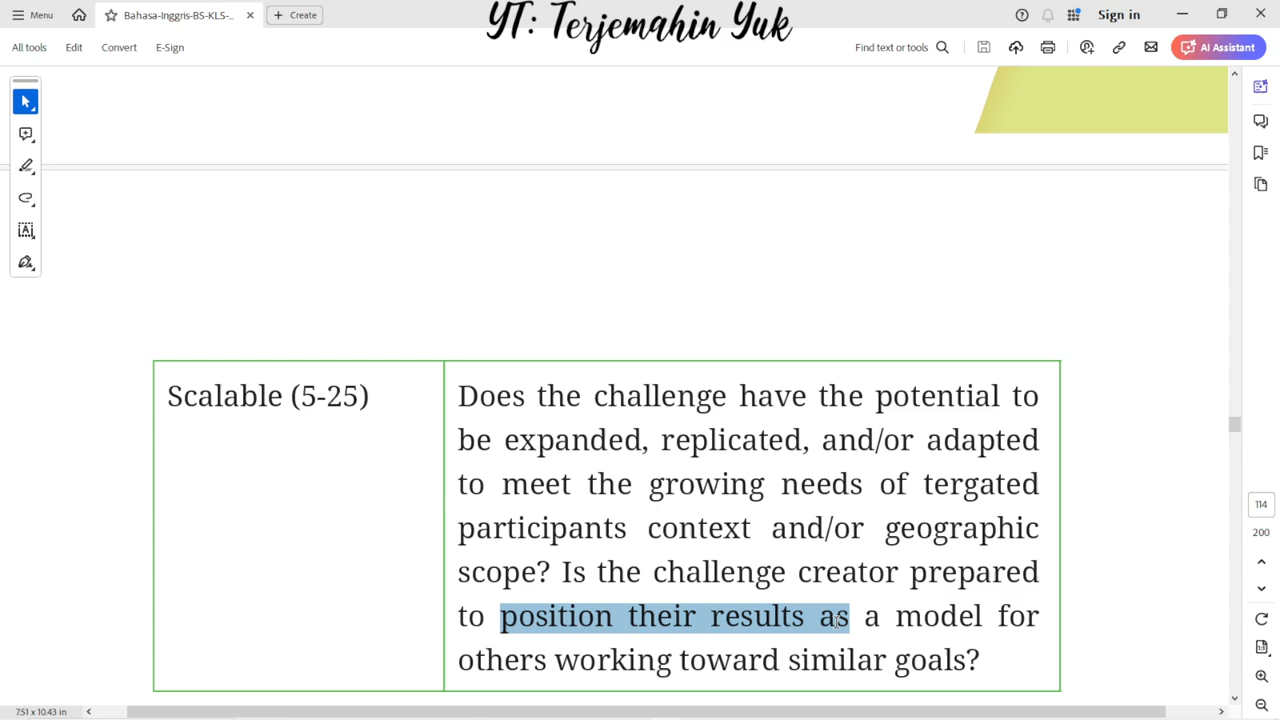 Menu
Bahasa-Inggris-BS-KLS-...
Create
YT: Terjemahin Yuk
Sign in
All tools
Edit
Convert
E-Sign
Find text or tools
AI Assistant
Scalable (5-25)
Does the challenge have the potential to
be expanded, replicated, and/or adapted
to meet the growing needs of tergated
participants context and/or geographic
scope? Is the challenge creator prepared
to position their results as a model for
others working toward similar goals?
114
200
7.51 x 10.43 in